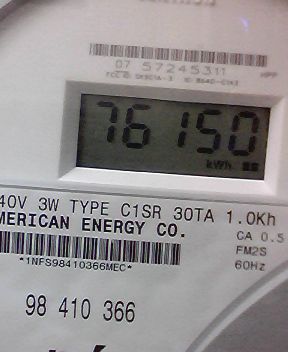 07 57245311
76150
kWh
40V 3W TYPE C1SR 30TA 1.0Kh
MERICAN ENERGY CO.
CA 0.5
FM2S
*1NFS98410366MEC*
60Hz
98 410 366